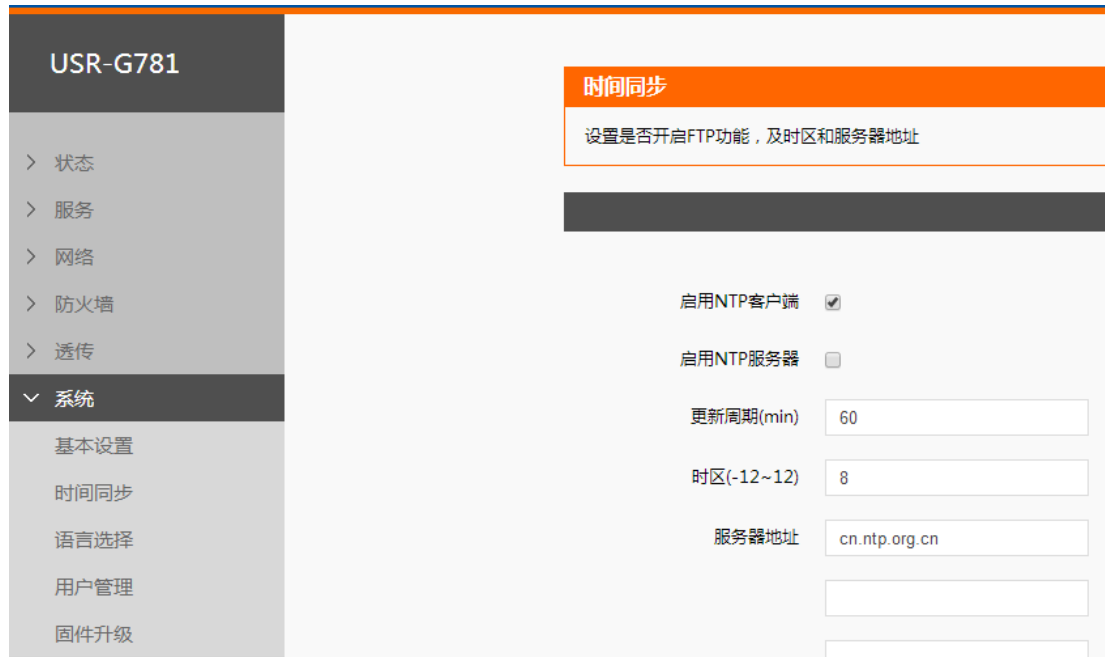 USR-G781
状态
服务
网络
防火墙
透传
系统
基本设置
时间同步
语言选择
用户管理
固件升级
时间同步
设置是否开启FTP功能，及时区和服务器地址
启用NTP客户端
启用NTP服务器
更新周期(min) 60
时区(-12~12) 8
服务器地址 cn.ntp.org.cn